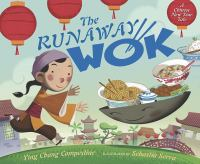 The
RUNAWAY
WOK
A
Chinese
New Year
Tale
Ying Chang Compestine
ILLUSTRATED BY Sebastià Serra